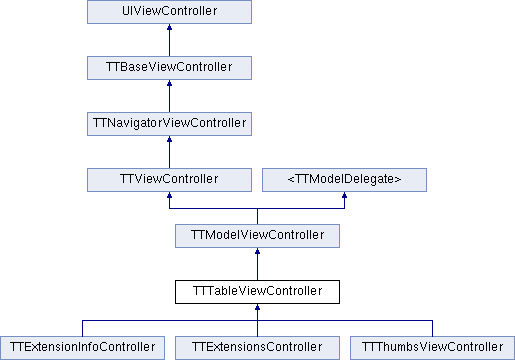 UIViewController
TTBaseViewController
TTNavigatorViewController
TTViewController
<TTModelDelegate>
TTModelViewController
TTTableViewController
TTExtensionInfoController
TTExtensionsController
TTThumbsViewController